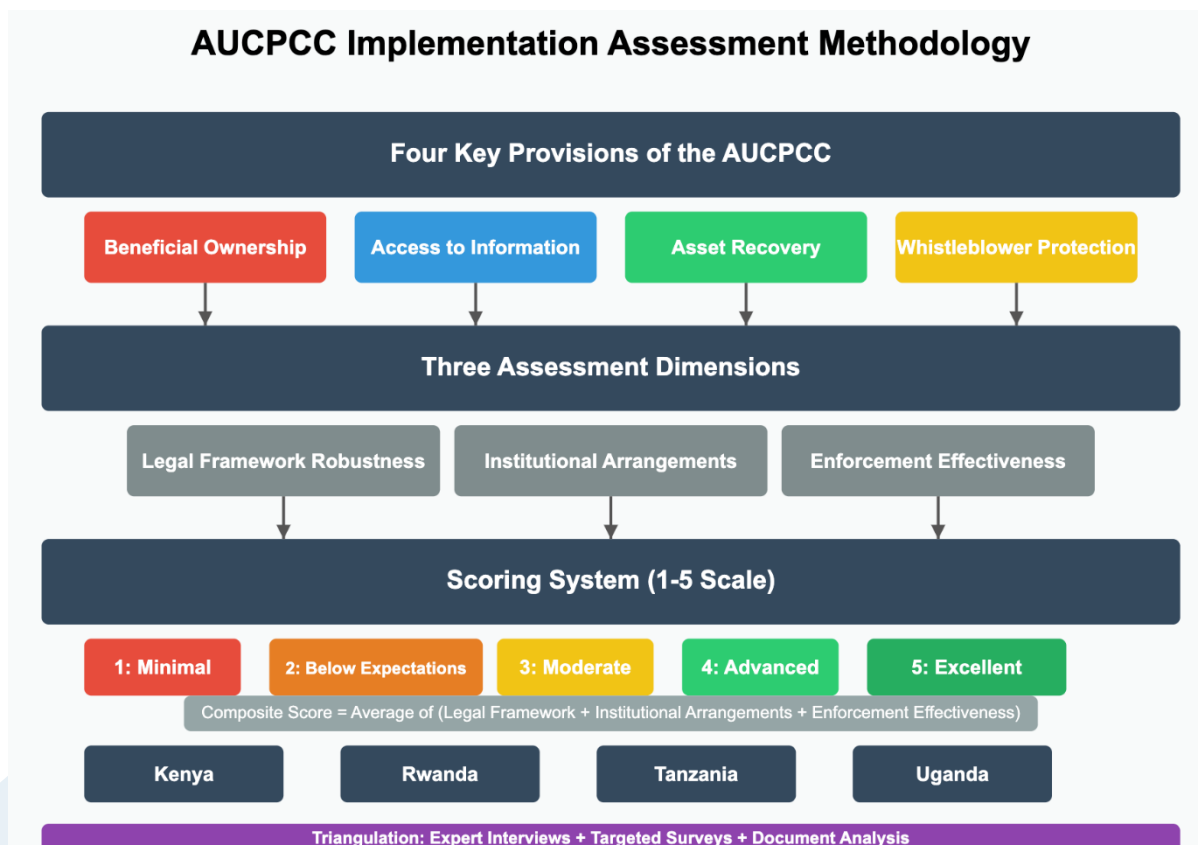 AUCPCC Implementation Assessment Methodology
Four Key Provisions of the AUCPCC
Beneficial Ownership
Access to Information
Asset Recovery
Whistleblower Protection
Three Assessment Dimensions
Legal Framework Robustness
Institutional Arrangements
Enforcement Effectiveness
Scoring System (1-5 Scale)
1: Minimal
2: Below Expectations
3: Moderate
4: Advanced
5: Excellent
Composite Score = Average of (Legal Framework + Institutional Arrangements + Enforcement Effectiveness)
Kenya
Rwanda
Tanzania
Uganda
Triangulation: Expert Interviews + Targeted Surveys + Document Analysis